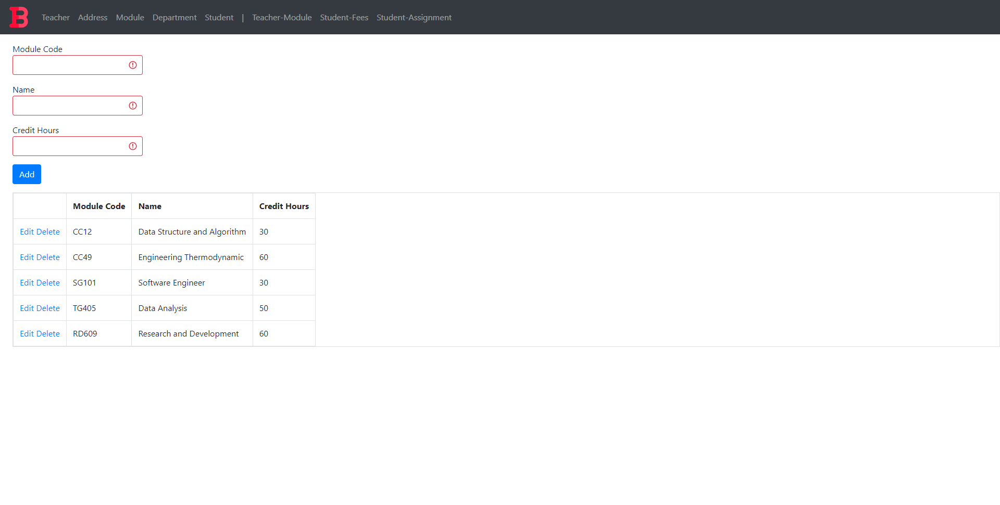 B Teacher Address Module Department Student | Teacher-Module Student-Fees Student-Assignment
Module Code
Name
Credit Hours
Add
Module Code Name Credit Hours
Edit Delete CC12 Data Structure and Algorithm 30
Edit Delete CC49 Engineering Thermodynamic 60
Edit Delete SG101 Software Engineer 30
Edit Delete TG405 Data Analysis 50
Edit Delete RD609 Research and Development 60